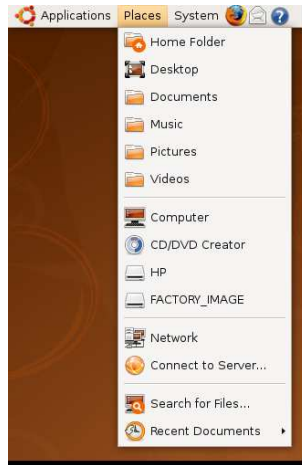 Applications Places System
Home Folder
Desktop
Documents
Music
Pictures
Videos
Computer
CD/DVD Creator
HP
FACTORY_IMAGE
Network
Connect to Server...
Search for Files...
Recent Documents